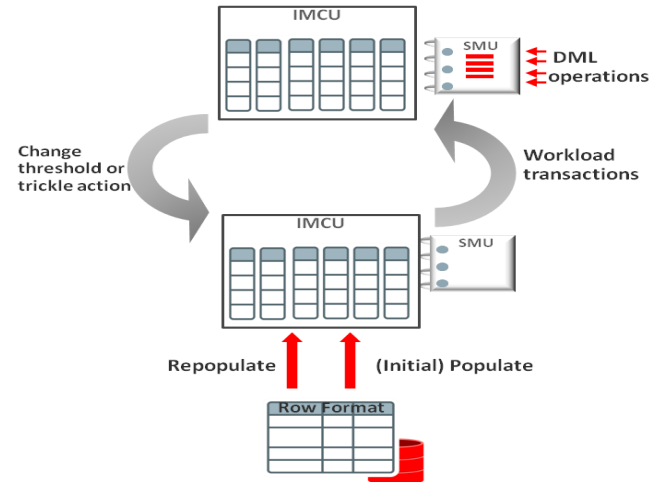 IMCU
SMU
DML
operations
Change
threshold or
trickle action
Workload
transactions
IMCU
SMU
Repopulate
(Initial) Populate
Row Format